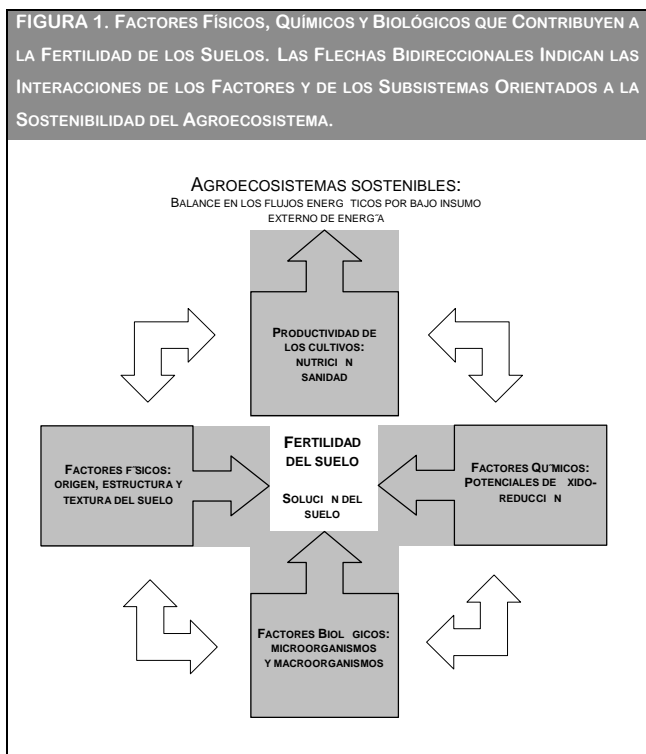 FIGURA 1. FACTORES FÍSICOS, QUÍMICOS Y BIOLÓGICOS QUE CONTRIBUYEN A
LA FERTILIDAD DE LOS SUELOS. LAS FLECHAS BIDIRECCIONALES INDICAN LAS
INTERACCIONES DE LOS FACTORES Y DE LOS SUBSISTEMAS ORIENTADOS A LA
SOSTENIBILIDAD DEL AGROECOSISTEMA.
AGROECOSISTEMAS SOSTENIBLES:
BALANCE EN LOS FLUJOS ENERG TICOS POR BAJO INSUMO
EXTERNO DE ENERG¨A
PRODUCTIVIDAD DE
LOS CULTIVOS:
NUTRICI N
SANIDAD
FACTORES F¨SICOS:
ORIGEN, ESTRUCTURA Y
TEXTURA DEL SUELO
FERTILIDAD
DEL SUELO
SOLUCI N DEL
SUELO
FACTORES QU¨MICOS:
POTENCIALES DE XIDO-
REDUCCI N
FACTORES BIOL GICOS:
MICROORGANISMOS
Y MACROORGANISMOS